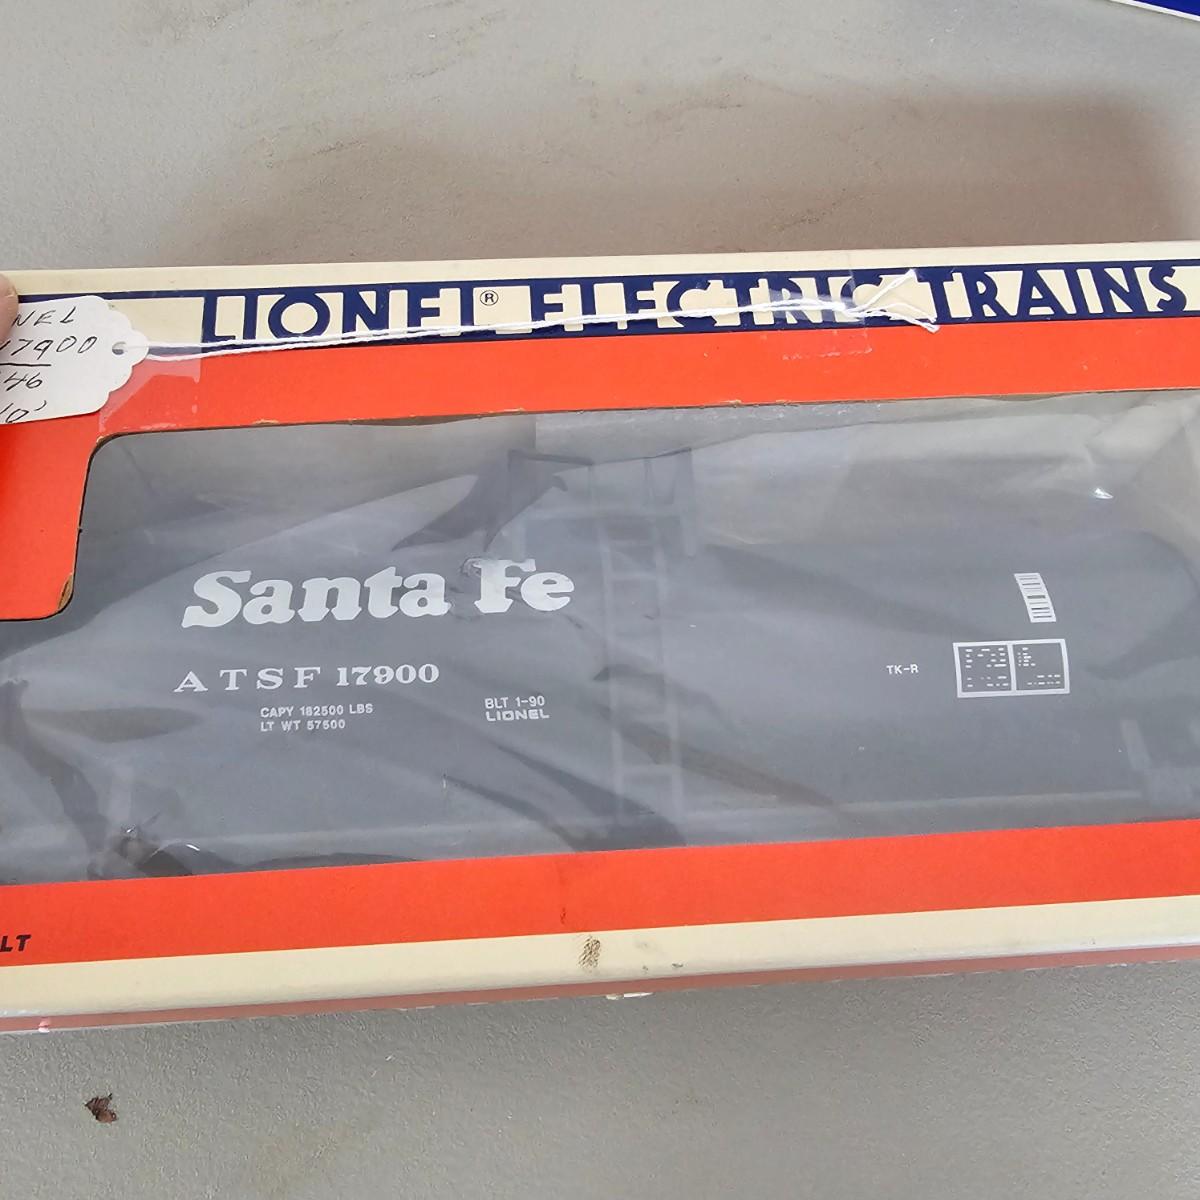 LIONEL® ELECTRIC TRAINS
NEL
17900
46
Santa Fe
ATSF 17900
CAPY 182500 LBS
LT WT 57500
BLT 1-90
LIONEL
TK-R
LT